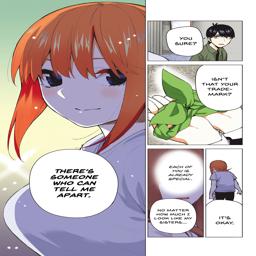 YOU
SURE?
ISN'T
THAT YOUR
TRADE-
MARK?
IT'S
OKAY.
EACH OF
YOU IS
ALREADY
SPECIAL.
NO MATTER
HOW MUCH I
LOOK LIKE MY
SISTERS...
THERE'S
SOMEONE
WHO CAN
TELL ME
APART.